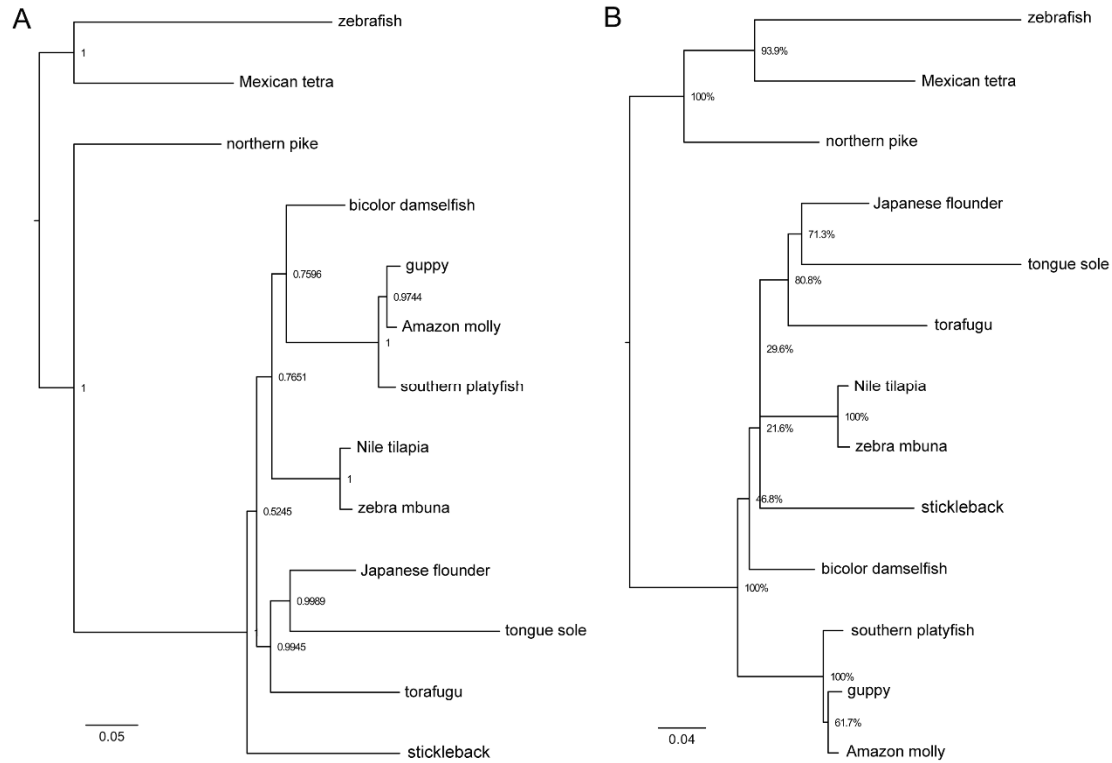 A
zebrafish
1
Mexican tetra
northern pike
bicolor damselfish
0.7596
guppy
0.9744
Amazon molly
1
southern platyfish
0.7651
1
Nile tilapia
1
zebra mbuna
0.5245
Japanese flounder
0.9989
tongue sole
0.9945
torafugu
stickleback
0.05
B
zebrafish
93.9%
Mexican tetra
100%
northern pike
Japanese flounder
71.3%
tongue sole
80.8%
torafugu
29.6%
Nile tilapia
100%
21.6%
zebra mbuna
46.8%
stickleback
bicolor damselfish
100%
southern platyfish
100%
guppy
61.7%
Amazon molly
0.04